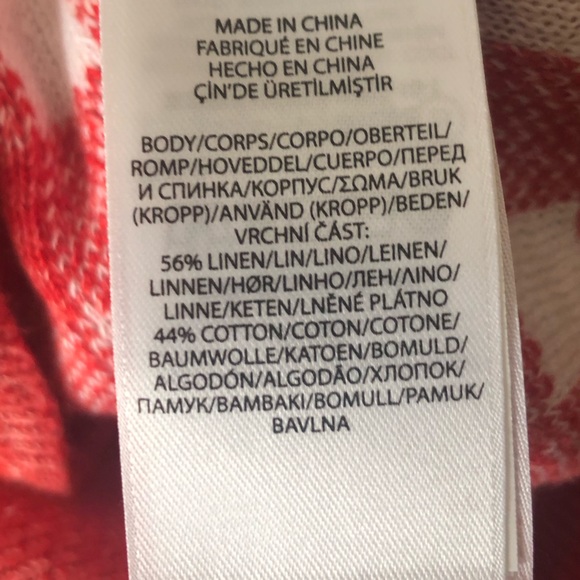 MADE IN CHINA
FABRIQUÉ EN CHINE
HECHO EN CHINA
ÇİN'DE ÜRETİLMİŞTİR
BODY/CORPS/CORPO/OBERTEIL/
ROMP/HOVEDDEL/CUERPO/ПЕРЕД
И СПИНКА/КОРПУС/ΣΩΜΑ/BRUK
(KROPP)/ANVÄND (KROPP)/BEDEN/
VRCHNÍ ČÁST:
56% LINEN/LIN/LINO/LEINEN/
LINNEN/HØR/LINHO/ЛЕН/ΛΙΝΟ/
LINNE/KETEN/LNĚNÉ PLÁTNO
44% COTTON/COTON/COTONE/
BAUMWOLLE/KATOEN/BOMULD/
ALGODÓN/ALGODÃO/ХЛОПОК/
ПАМУК/ΒΑΜΒΑΚΙ/BOMULL/PAMUK/
BAVLNA